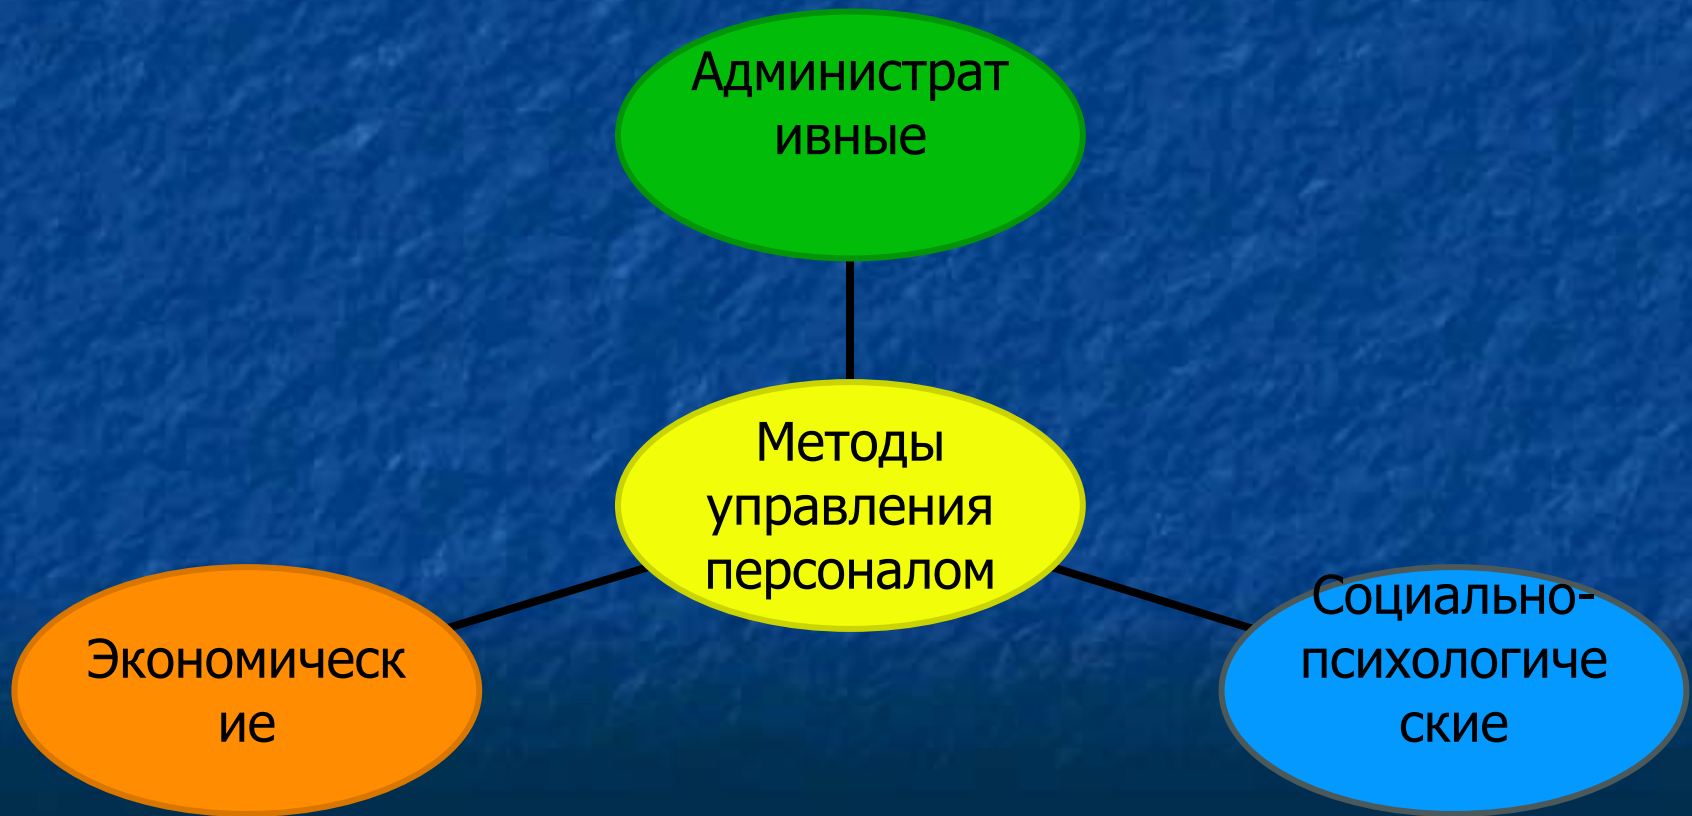 Администрат
ивные
Методы
управления
персоналом
Экономическ
ие
Социально-
психологиче
ские